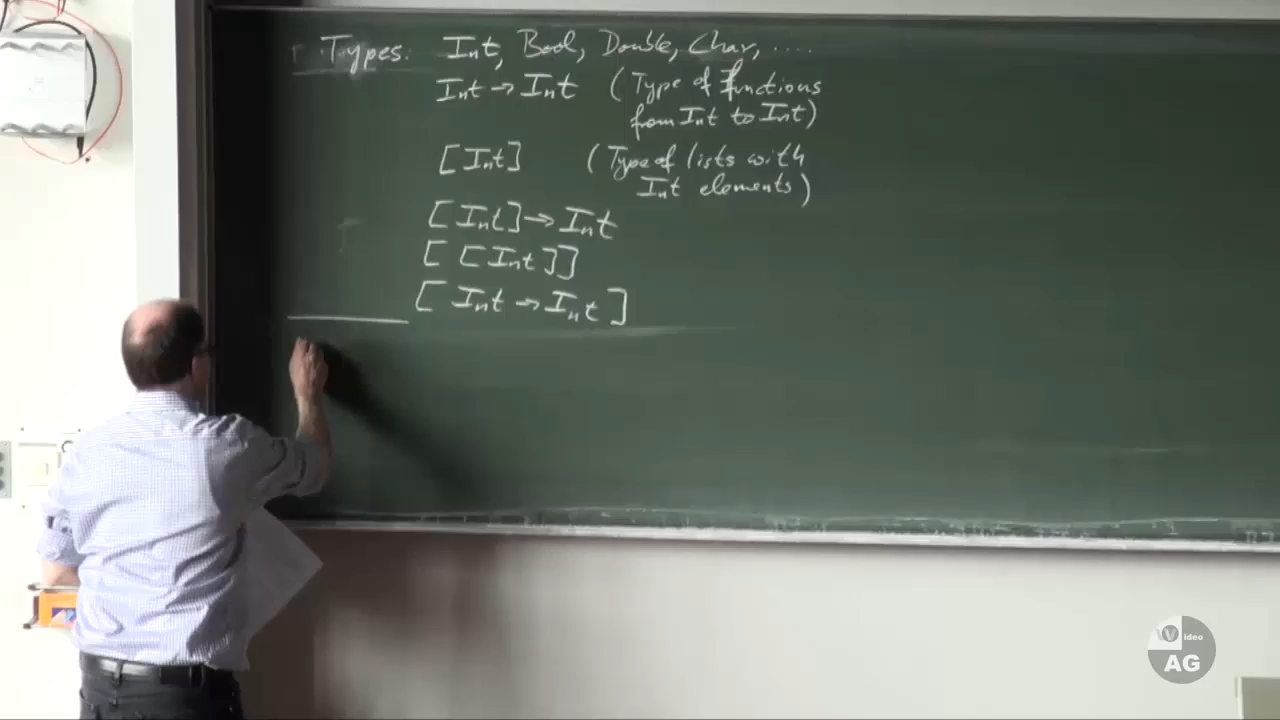 Types: Int, Bool, Double, Char, ....
Int → Int (Type of functions
from Int to Int)
[Int] (Type of lists with
Int elements)
[Int] → Int
[ [Int]]
[ Int → Int ]
Video
AG